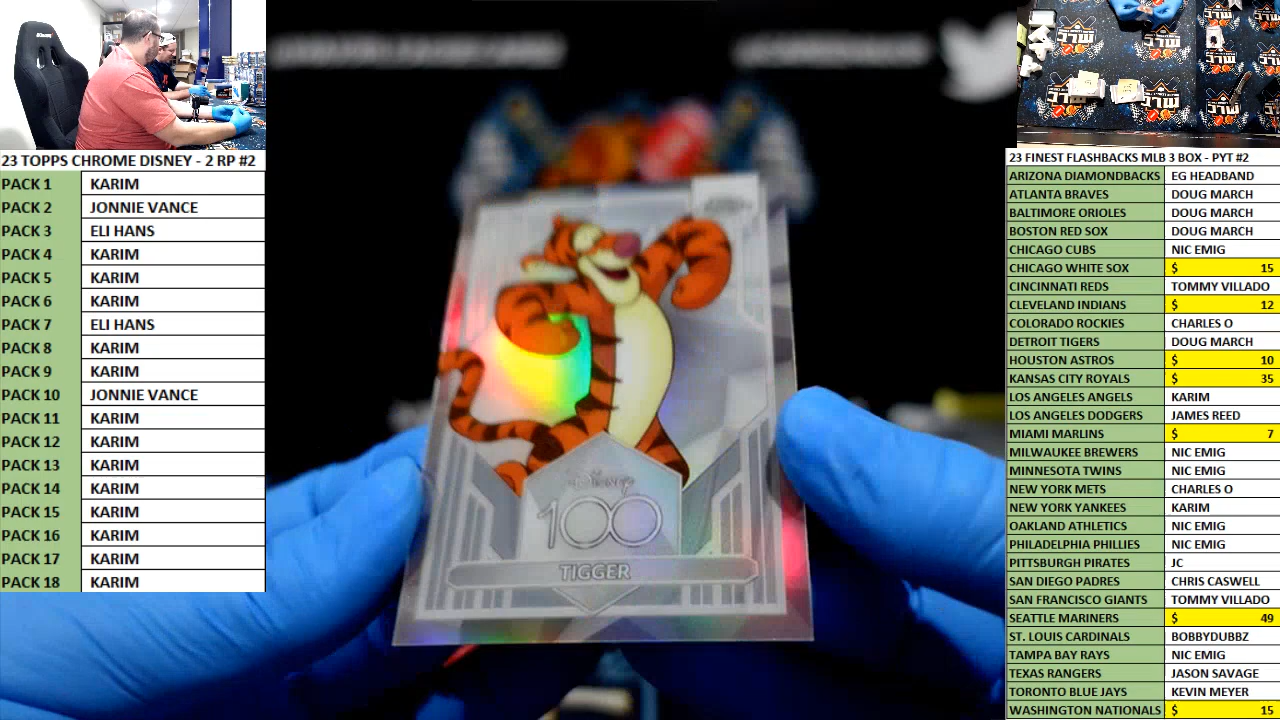 23 TOPPS CHROME DISNEY - 2 RP #2
PACK 1 KARIM
PACK 2 JONNIE VANCE
PACK 3 ELI HANS
PACK 4 KARIM
PACK 5 KARIM
PACK 6 KARIM
PACK 7 ELI HANS
PACK 8 KARIM
PACK 9 KARIM
PACK 10 JONNIE VANCE
PACK 11 KARIM
PACK 12 KARIM
PACK 13 KARIM
PACK 14 KARIM
PACK 15 KARIM
PACK 16 KARIM
PACK 17 KARIM
PACK 18 KARIM
Disney
100
TIGGER
23 FINEST FLASHBACKS MLB 3 BOX - PYT #2
ARIZONA DIAMONDBACKS EG HEADBAND
ATLANTA BRAVES DOUG MARCH
BALTIMORE ORIOLES DOUG MARCH
BOSTON RED SOX DOUG MARCH
CHICAGO CUBS NIC EMIG
CHICAGO WHITE SOX $ 15
CINCINNATI REDS TOMMY VILLADO
CLEVELAND INDIANS $ 12
COLORADO ROCKIES CHARLES O
DETROIT TIGERS DOUG MARCH
HOUSTON ASTROS $ 10
KANSAS CITY ROYALS $ 35
LOS ANGELES ANGELS KARIM
LOS ANGELES DODGERS JAMES REED
MIAMI MARLINS $ 7
MILWAUKEE BREWERS NIC EMIG
MINNESOTA TWINS NIC EMIG
NEW YORK METS CHARLES O
NEW YORK YANKEES KARIM
OAKLAND ATHLETICS NIC EMIG
PHILADELPHIA PHILLIES NIC EMIG
PITTSBURGH PIRATES JC
SAN DIEGO PADRES CHRIS CASWELL
SAN FRANCISCO GIANTS TOMMY VILLADO
SEATTLE MARINERS $ 49
ST. LOUIS CARDINALS BOBBYDUBBZ
TAMPA BAY RAYS NIC EMIG
TEXAS RANGERS JASON SAVAGE
TORONTO BLUE JAYS KEVIN MEYER
WASHINGTON NATIONALS $ 15